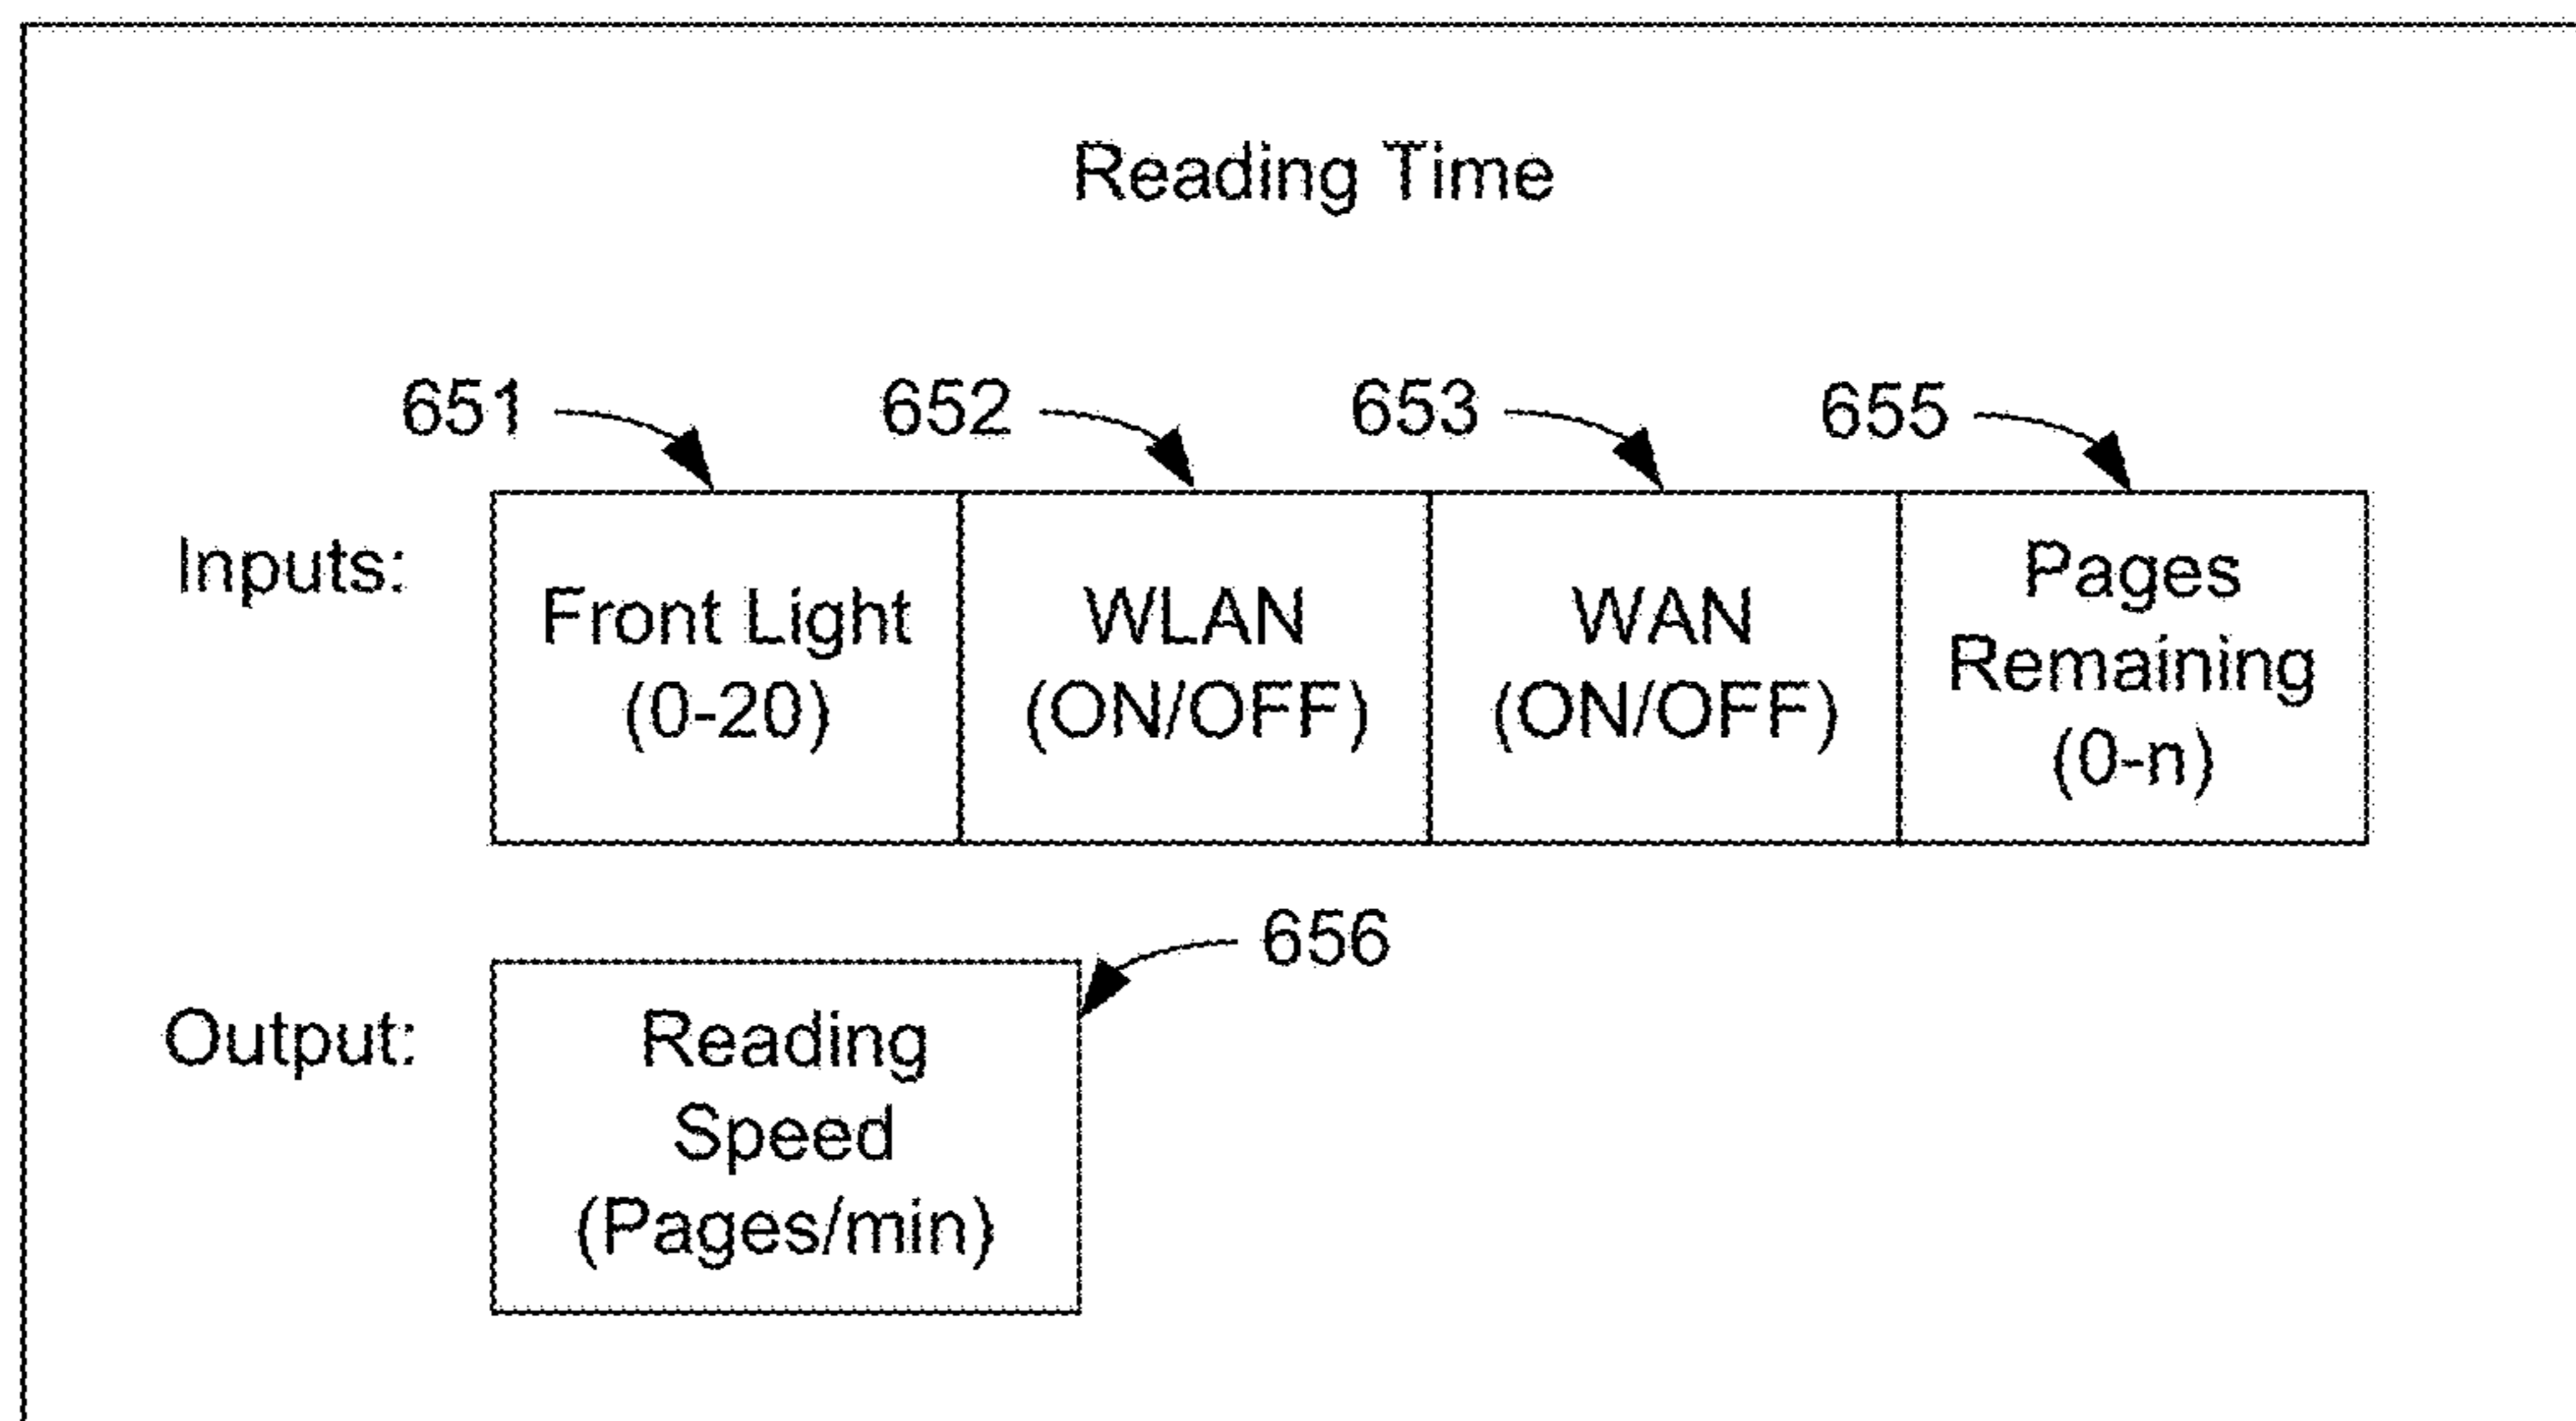 Reading Time
651 652 653 655
Inputs:
Front Light
(0-20)
WLAN
(ON/OFF)
WAN
(ON/OFF)
Pages
Remaining
(0-n)
656
Output:
Reading
Speed
(Pages/min)